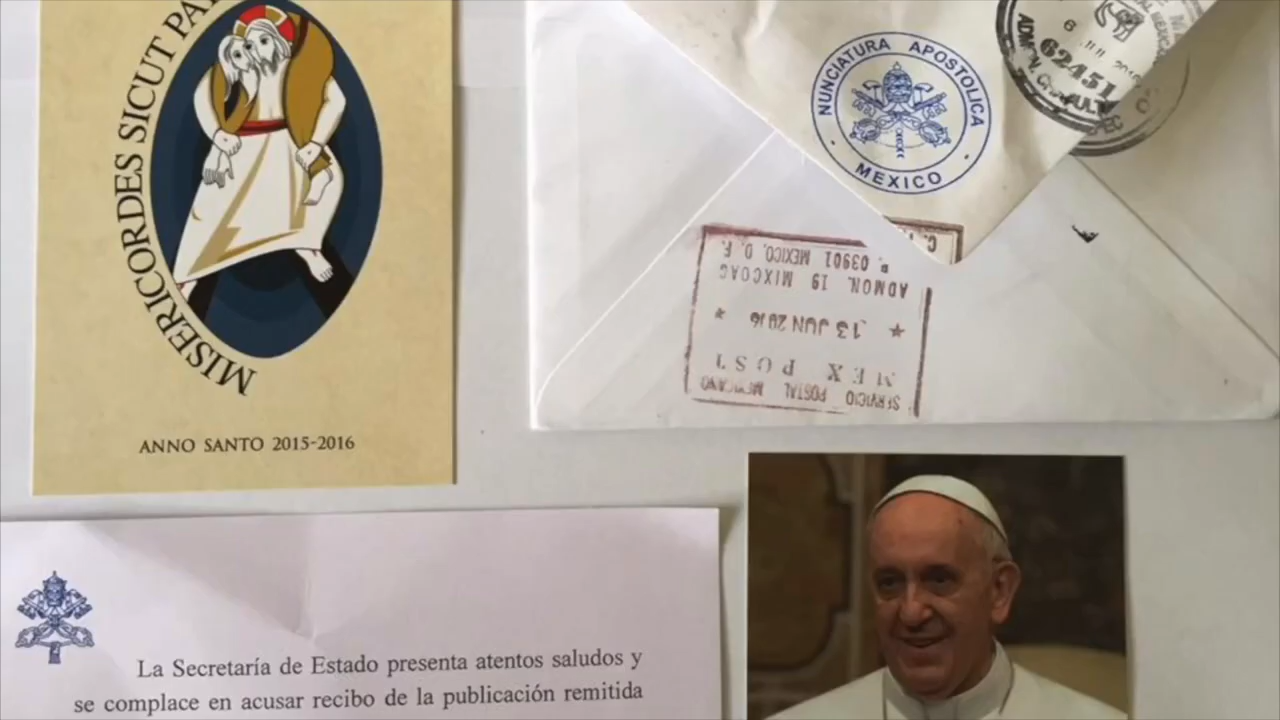 MISERICORDES SICUT PA
ANNO SANTO 2015-2016
NUNCIATURA APOSTOLICA
MEXICO
62451
SERVICIO POSTAL MEXICANO
MEX POST
★ 13 JUN 2016 ★
ADMON. 19 MIXCOAC
P. 03901 MEXICO, D. F.
La Secretaría de Estado presenta atentos saludos y
se complace en acusar recibo de la publicación remitida